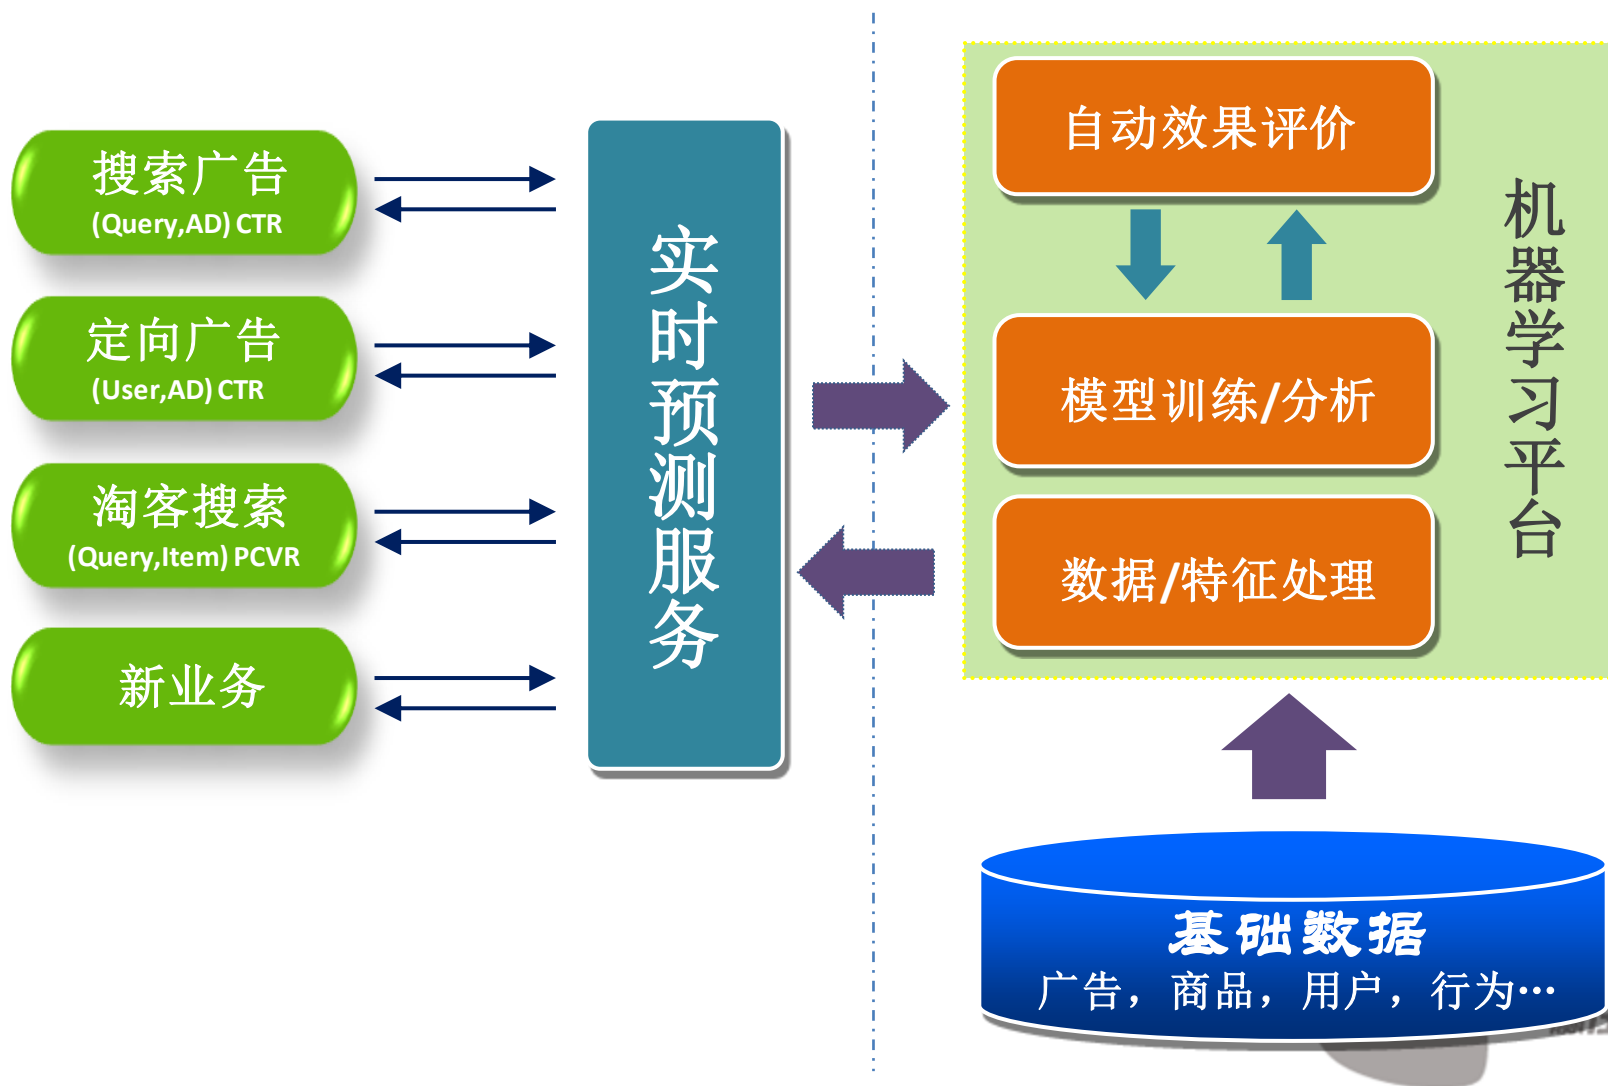 搜索广告
(Query,AD) CTR
定向广告
(User,AD) CTR
淘客搜索
(Query,Item) PCVR
新业务
实时预测服务
自动效果评价
模型训练/分析
数据/特征处理
机器学习平台
基础数据
广告，商品，用户，行为…